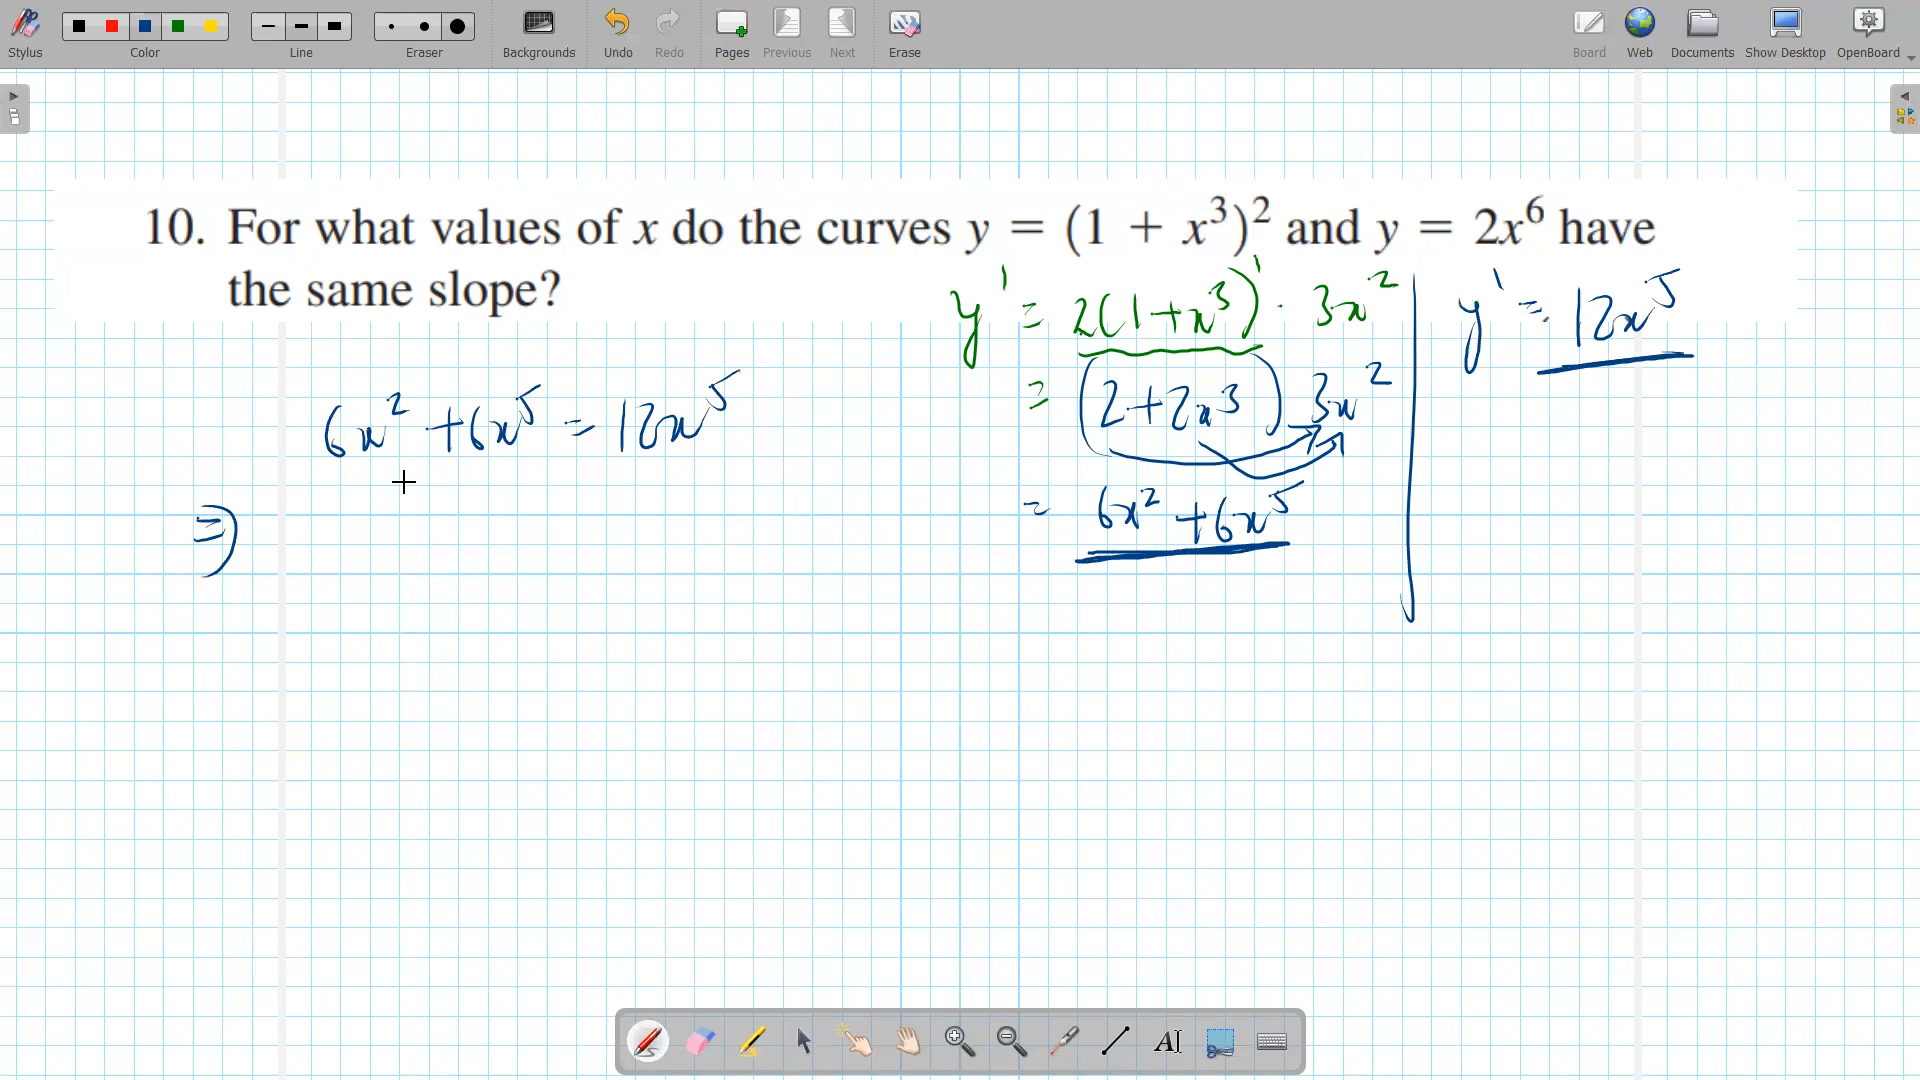 Stylus Color Line Eraser Backgrounds Undo Redo Pages Previous Next Erase Board Web Documents Show Desktop OpenBoard
10. For what values of x do the curves y = (1 + x³)² and y = 2x⁶ have
the same slope?
y' = 2(1+x³)' · 3x²
y' = 12x⁵
= (2+2x³) 3x²
6x² + 6x⁵ = 12x⁵
= 6x² + 6x⁵
⇒